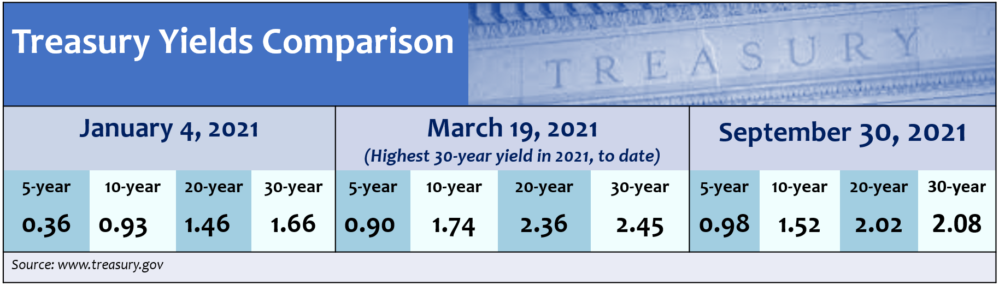 Treasury Yields Comparison
TREASURY
January 4, 2021
March 19, 2021
(Highest 30-year yield in 2021, to date)
September 30, 2021
5-year 10-year 20-year 30-year 5-year 10-year 20-year 30-year 5-year 10-year 20-year 30-year
0.36 0.93 1.46 1.66 0.90 1.74 2.36 2.45 0.98 1.52 2.02 2.08
Source: www.treasury.gov